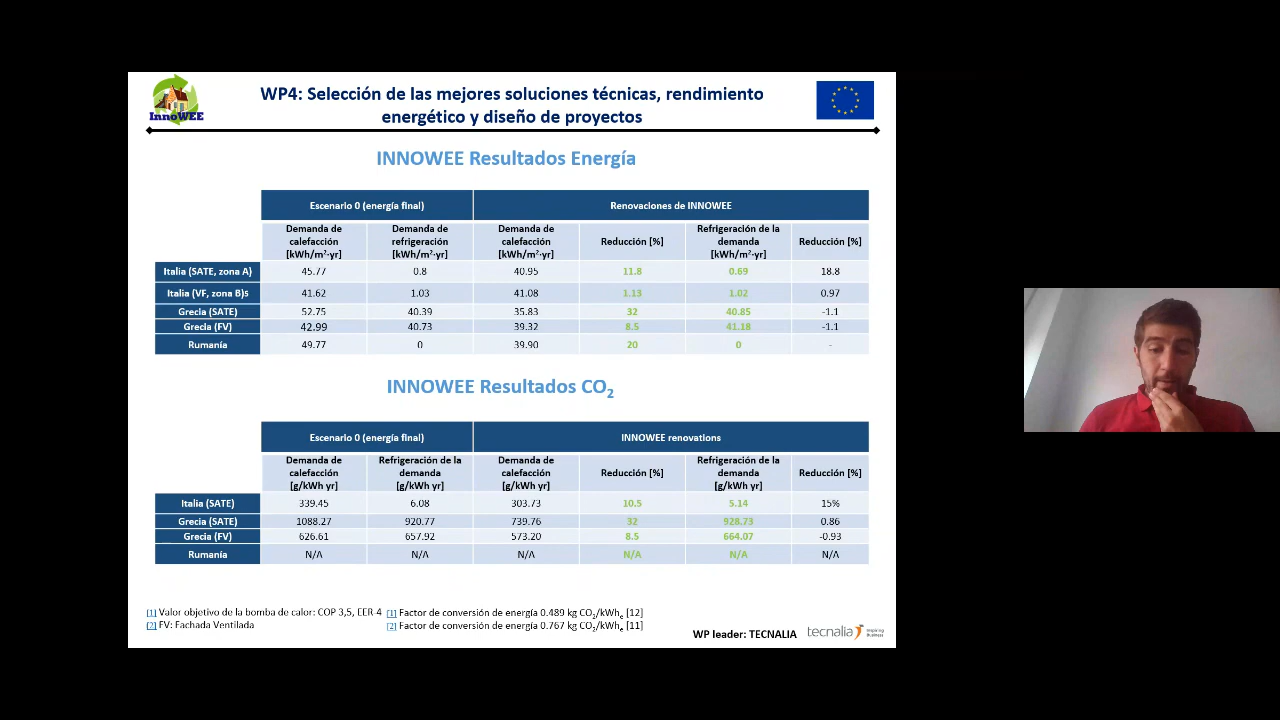 WP4: Selección de las mejores soluciones técnicas, rendimiento
energético y diseño de proyectos
InnoWEE
INNOWEE Resultados Energía
Escenario 0 (energía final) Renovaciones de INNOWEE
Demanda de calefacción [kWh/m²·yr] Demanda de refrigeración [kWh/m²·yr] Demanda de calefacción [kWh/m²·yr] Reducción [%] Refrigeración de la demanda [kWh/m²·yr] Reducción [%]
Italia (SATE, zona A) 45.77 0.8 40.95 11.8 0.69 18.8
Italia (VF, zona B)s 41.62 1.03 41.08 1.13 1.02 0.97
Grecia (SATE) 52.75 40.39 35.83 32 40.85 -1.1
Grecia (FV) 42.99 40.73 39.32 8.5 41.18 -1.1
Rumanía 49.77 0 39.90 20 0 -
INNOWEE Resultados CO₂
Escenario 0 (energía final) INNOWEE renovations
Demanda de calefacción [g/kWh yr] Refrigeración de la demanda [g/kWh yr] Demanda de calefacción [g/kWh yr] Reducción [%] Refrigeración de la demanda [g/kWh yr] Reducción [%]
Italia (SATE) 339.45 6.08 303.73 10.5 5.14 15%
Grecia (SATE) 1088.27 920.77 739.76 32 928.73 0.86
Grecia (FV) 626.61 657.92 573.20 8.5 664.07 -0.93
Rumanía N/A N/A N/A N/A N/A N/A
[1] Valor objetivo de la bomba de calor: COP 3,5, EER 4 [1] Factor de conversión de energía 0.489 kg CO₂/kWhₑ [12]
[2] FV: Fachada Ventilada [2] Factor de conversión de energía 0.767 kg CO₂/kWhₑ [11]
WP leader: TECNALIA tecnalia Inspiring Business